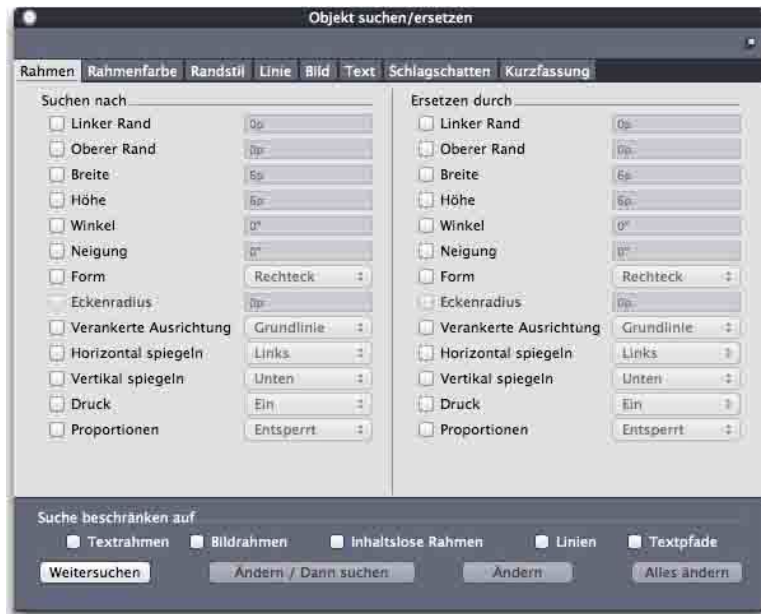 Objekt suchen/ersetzen
Rahmen Rahmenfarbe Randstil Linie Bild Text Schlagschatten Kurzfassung
Suchen nach
Linker Rand 0p
Oberer Rand 0p
Breite 6p
Höhe 6p
Winkel 0°
Neigung 0°
Form Rechteck
Eckenradius 0p
Verankerte Ausrichtung Grundlinie
Horizontal spiegeln Links
Vertikal spiegeln Unten
Druck Ein
Proportionen Entsperrt
Ersetzen durch
Linker Rand 0p
Oberer Rand 0p
Breite 6p
Höhe 6p
Winkel 0°
Neigung 0°
Form Rechteck
Eckenradius 0p
Verankerte Ausrichtung Grundlinie
Horizontal spiegeln Links
Vertikal spiegeln Unten
Druck Ein
Proportionen Entsperrt
Suche beschränken auf
Textrahmen Bildrahmen Inhaltslose Rahmen Linien Textpfade
Weitersuchen Ändern / Dann suchen Ändern Alles ändern